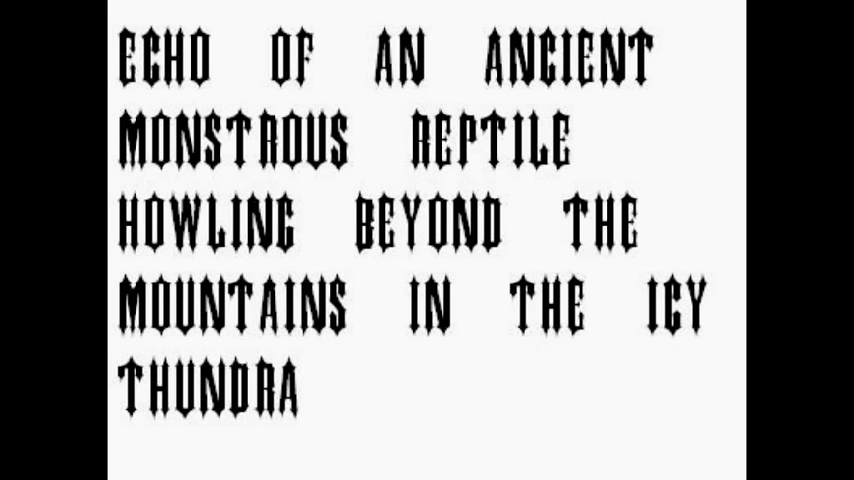 ECHO OF AN ANCIENT
MONSTROUS REPTILE
HOWLING BEYOND THE
MOUNTAINS IN THE ICY
THUNDRA